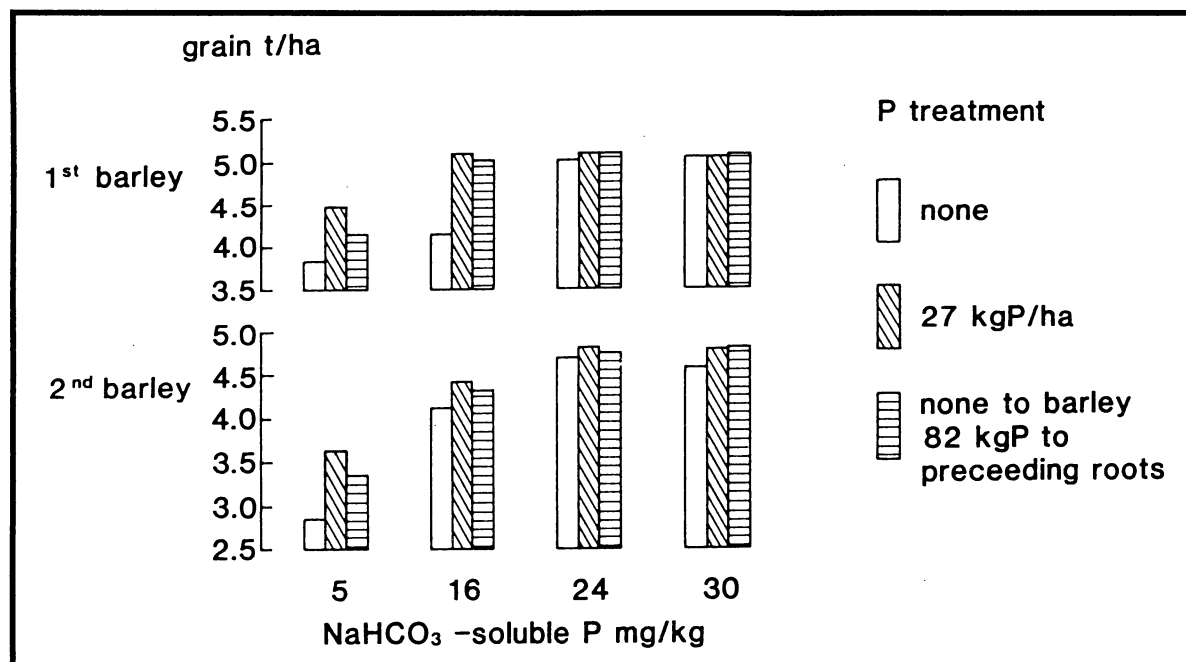 grain t/ha
1st barley
5.5
5.0
4.5
4.0
3.5
2nd barley
5.0
4.5
4.0
3.5
3.0
2.5
5 16 24 30
NaHCO₃ -soluble P mg/kg
P treatment
none
27 kgP/ha
none to barley
82 kgP to
preceeding roots